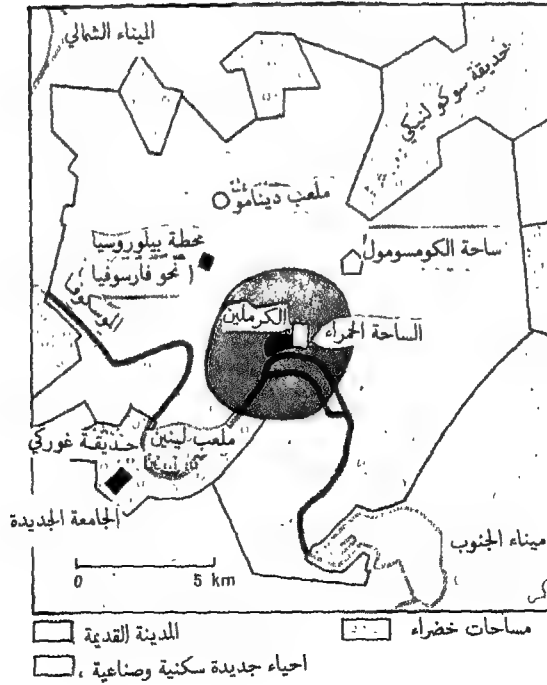 الميناء الشمالي
حديقة سوكولنيكي
ملعب دينامو
محطة بيلوروسيا
( نحو فارسوفيا )
ساحة الكومسومول
الكرملين
الساحة الحمراء
ملعب لينين
حديقة غوركي
الجامعة الجديدة
ميناء الجنوب
0 5 km
المدينة القديمة
مساحات خضراء
احياء جديدة سكنية وصناعية ،